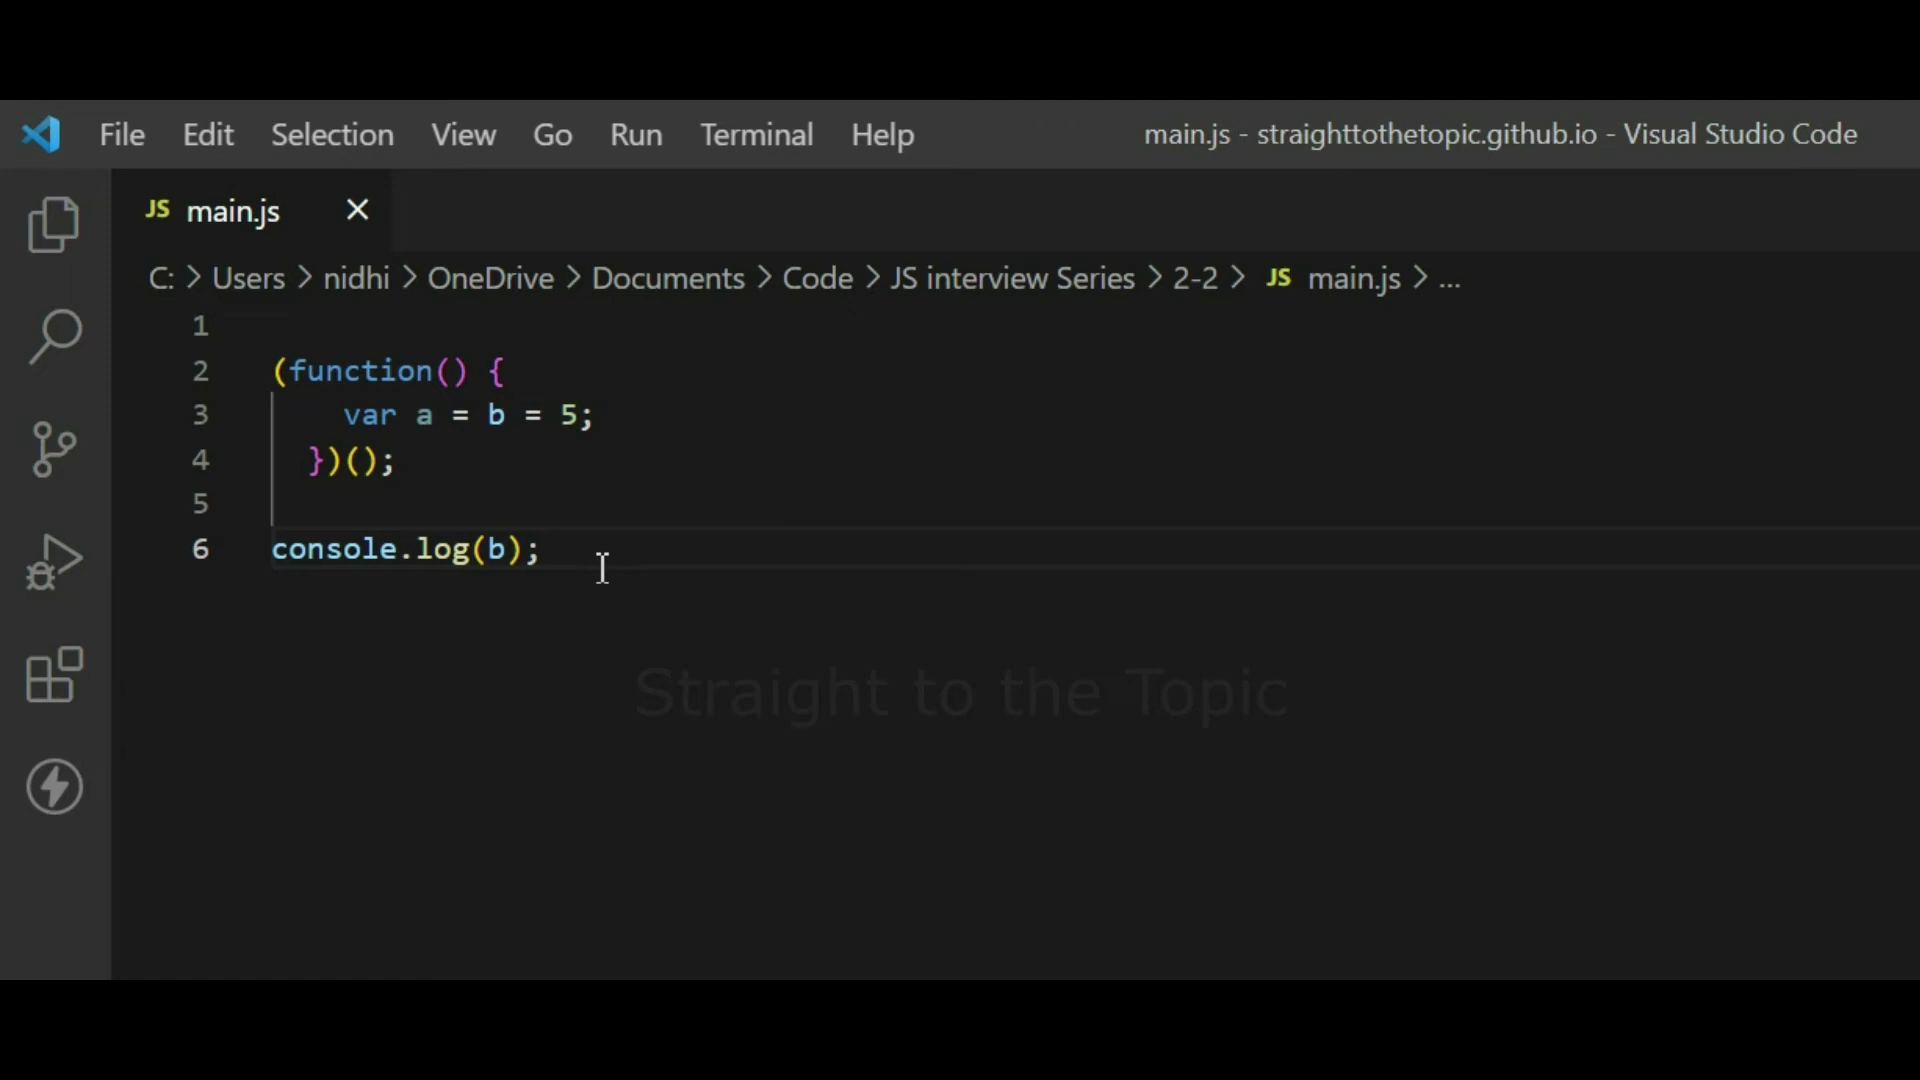 File Edit Selection View Go Run Terminal Help main.js - straighttothetopic.github.io - Visual Studio Code
JS main.js
C: > Users > nidhi > OneDrive > Documents > Code > JS interview Series > 2-2 > JS main.js > ...
1
2 (function() {
3     var a = b = 5;
4   })();
5
6 console.log(b);
Straight to the Topic